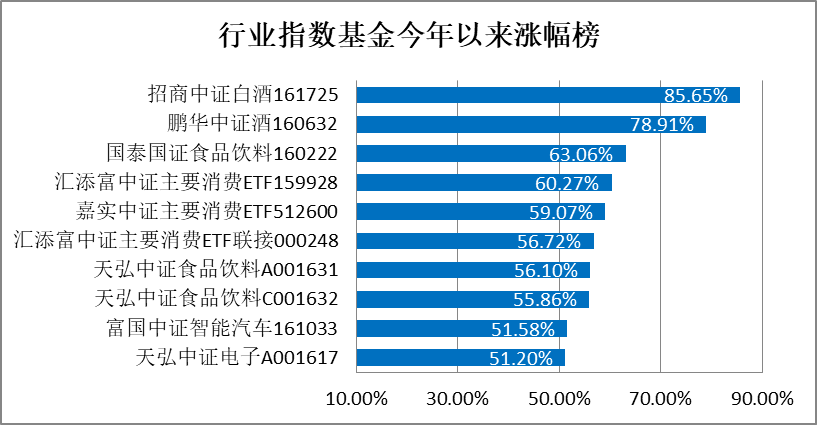 行业指数基金今年以来涨幅榜
招商中证白酒161725 85.65%
鹏华中证酒160632 78.91%
国泰国证食品饮料160222 63.06%
汇添富中证主要消费ETF159928 60.27%
嘉实中证主要消费ETF512600 59.07%
汇添富中证主要消费ETF联接000248 56.72%
天弘中证食品饮料A001631 56.10%
天弘中证食品饮料C001632 55.86%
富国中证智能汽车161033 51.58%
天弘中证电子A001617 51.20%
10.00% 30.00% 50.00% 70.00% 90.00%